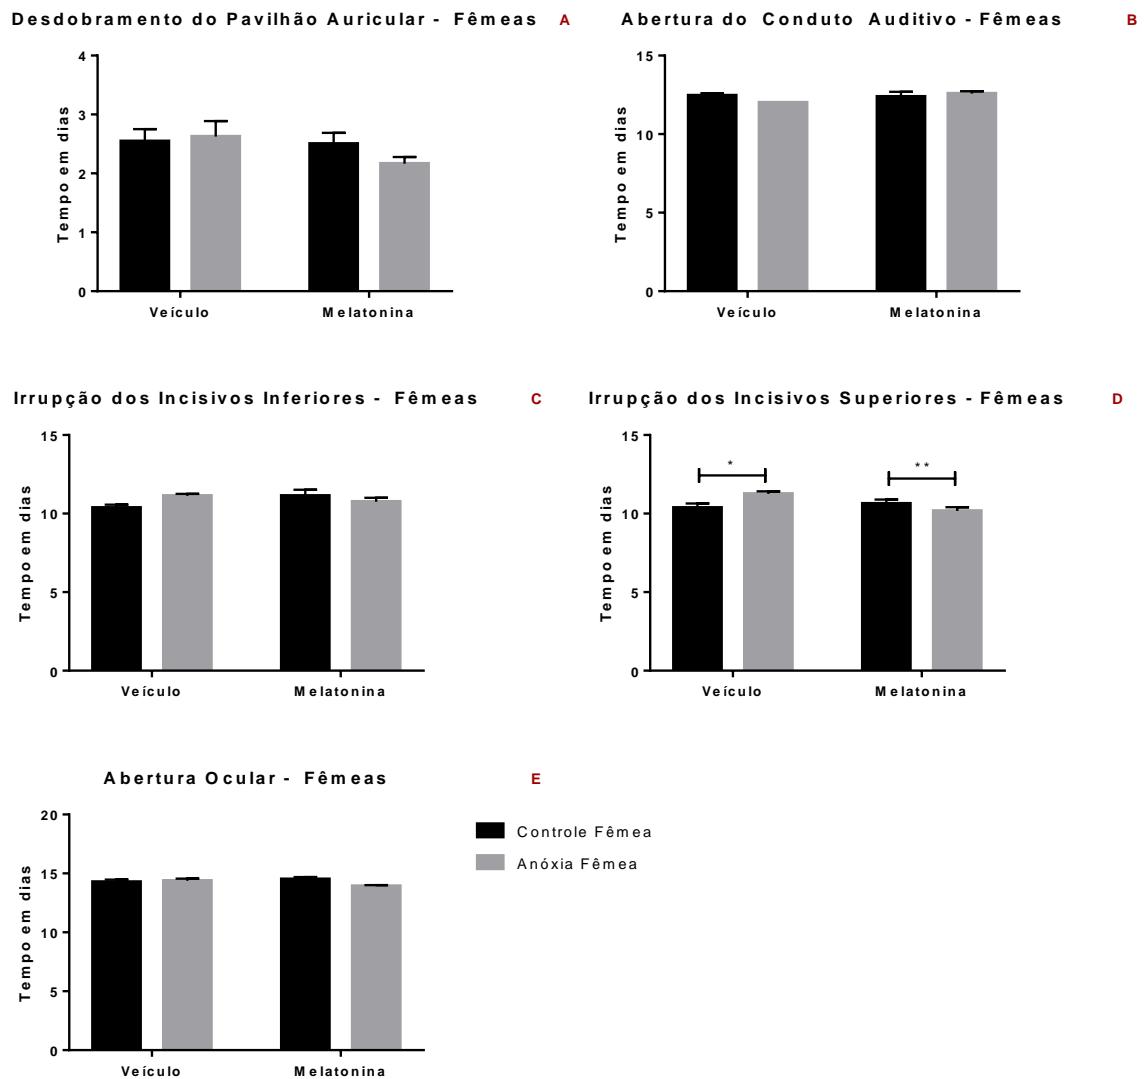 Desdobramento do Pavilhão Auricular - Fêmeas A
4
3
2
1
0
Tempo em dias
Veículo Melatonina
Abertura do Conduto Auditivo - Fêmeas B
15
10
5
0
Tempo em dias
Veículo Melatonina
Irrupção dos Incisivos Inferiores - Fêmeas C
15
10
5
0
Tempo em dias
Veículo Melatonina
Irrupção dos Incisivos Superiores - Fêmeas D
15
10
5
0
Tempo em dias
* **
Veículo Melatonina
Abertura Ocular - Fêmeas E
20
15
10
5
0
Tempo em dias
Veículo Melatonina
Controle Fêmea
Anóxia Fêmea